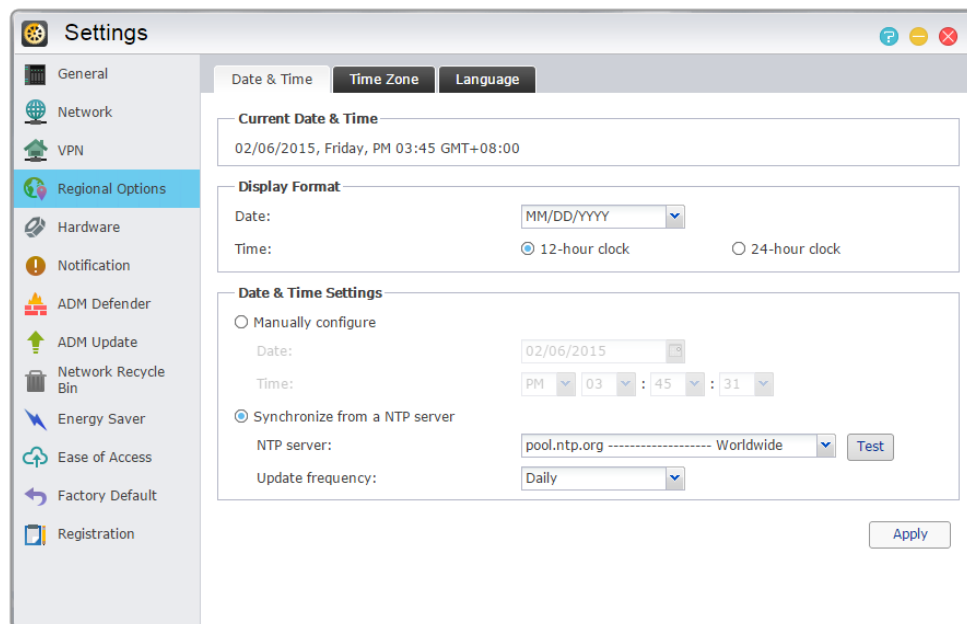 Settings
General
Network
VPN
Regional Options
Hardware
Notification
ADM Defender
ADM Update
Network Recycle
Bin
Energy Saver
Ease of Access
Factory Default
Registration
Date & Time Time Zone Language
Current Date & Time
02/06/2015, Friday, PM 03:45 GMT+08:00
Display Format
Date: MM/DD/YYYY
Time: 12-hour clock 24-hour clock
Date & Time Settings
Manually configure
Date: 02/06/2015
Time: PM 03 : 45 : 31
Synchronize from a NTP server
NTP server: pool.ntp.org ------------------- Worldwide Test
Update frequency: Daily
Apply